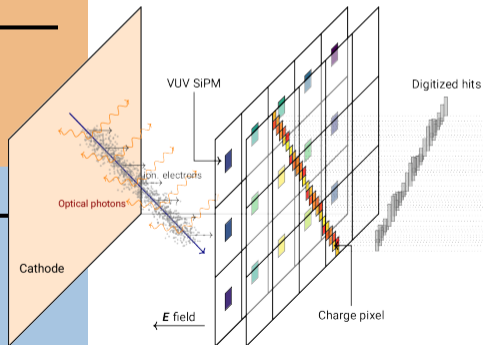 VUV SiPM
Digitized hits
ion. electrons
Optical photons
Cathode
E field
Charge pixel